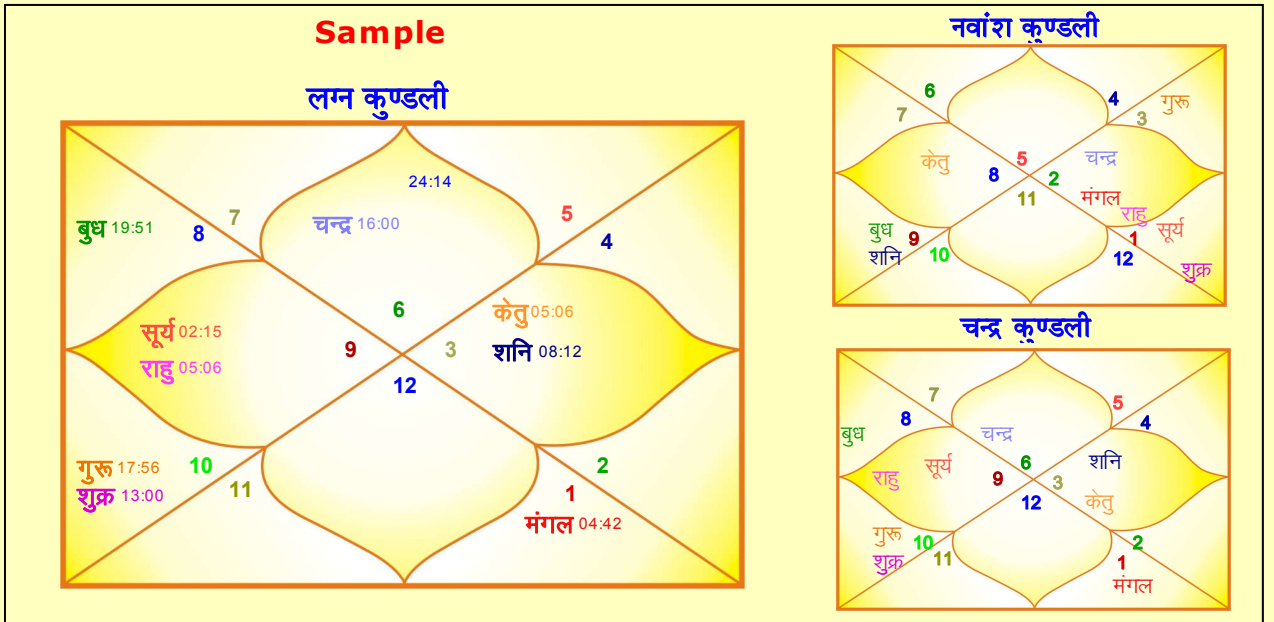 Sample
लग्न कुण्डली
24:14
चन्द्र 16:00
5
7
बुध 19:51
8
4
6
केतु 05:06
सूर्य 02:15
9
3
शनि 08:12
राहु 05:06
12
गुरू 17:56
10
2
शुक्र 13:00
11
1
मंगल 04:42
नवांश कुण्डली
6
4
गुरू
7
3
केतु
5
चन्द्र
8
2
11
मंगल
राहु
बुध
9
1
सूर्य
शनि
10
12
शुक्र
चन्द्र कुण्डली
7
5
8
4
बुध
चन्द्र
सूर्य
6
शनि
राहु
9
3
12
केतु
गुरू
10
2
शुक्र
11
1
मंगल